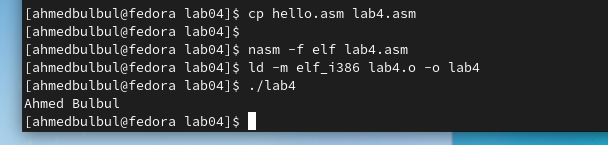 [ahmedbulbul@fedora lab04]$ cp hello.asm lab4.asm
[ahmedbulbul@fedora lab04]$
[ahmedbulbul@fedora lab04]$ nasm -f elf lab4.asm
[ahmedbulbul@fedora lab04]$ ld -m elf_i386 lab4.o -o lab4
[ahmedbulbul@fedora lab04]$ ./lab4
Ahmed Bulbul
[ahmedbulbul@fedora lab04]$